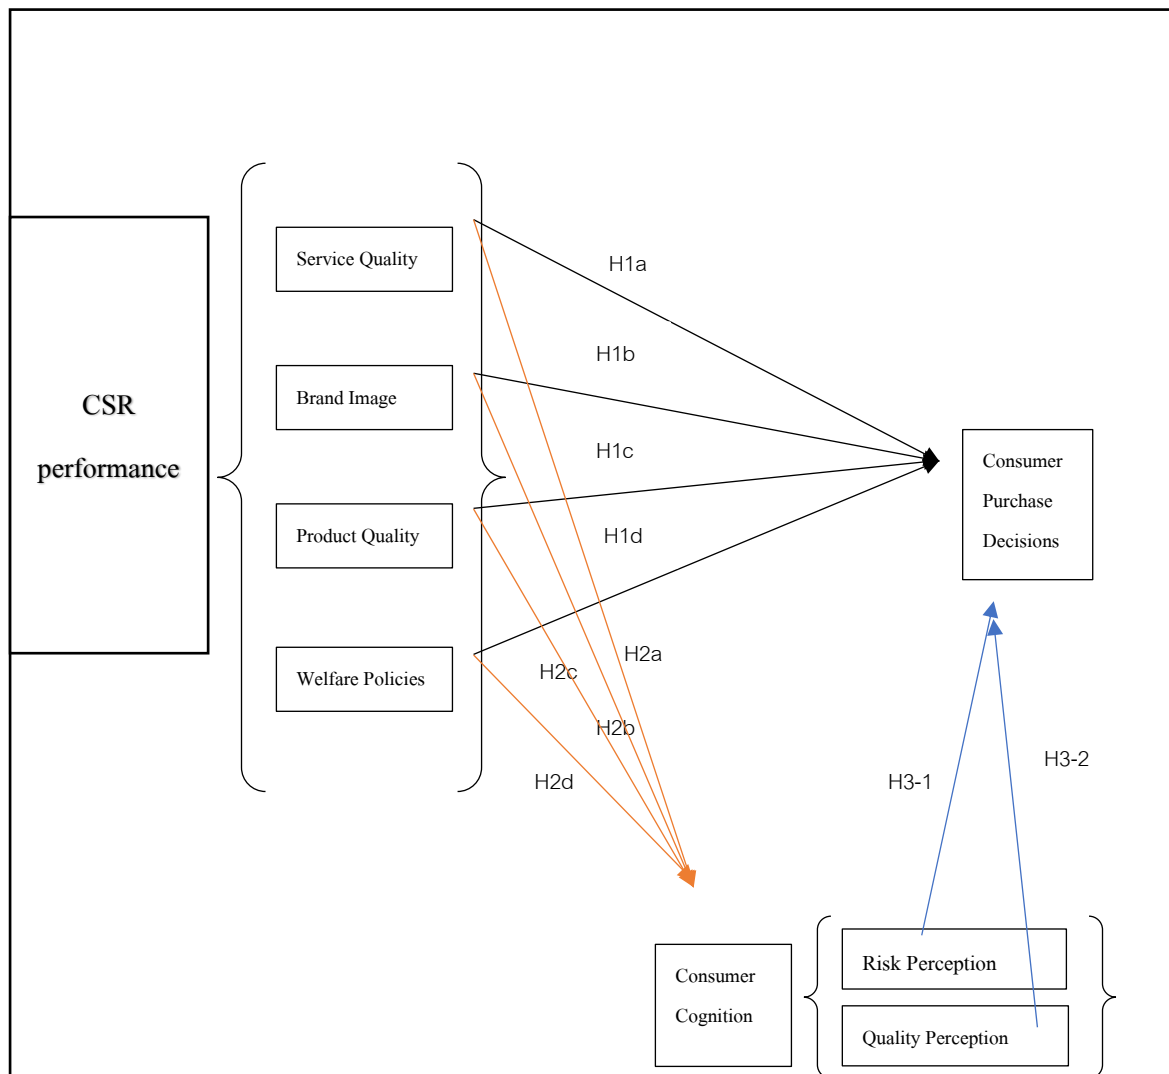 CSR
performance
Service Quality
Brand Image
Product Quality
Welfare Policies
H1a
H1b
H1c
H1d
H2a
H2c
H2b
H2d
Consumer
Purchase
Decisions
H3-1
H3-2
Consumer
Cognition
Risk Perception
Quality Perception